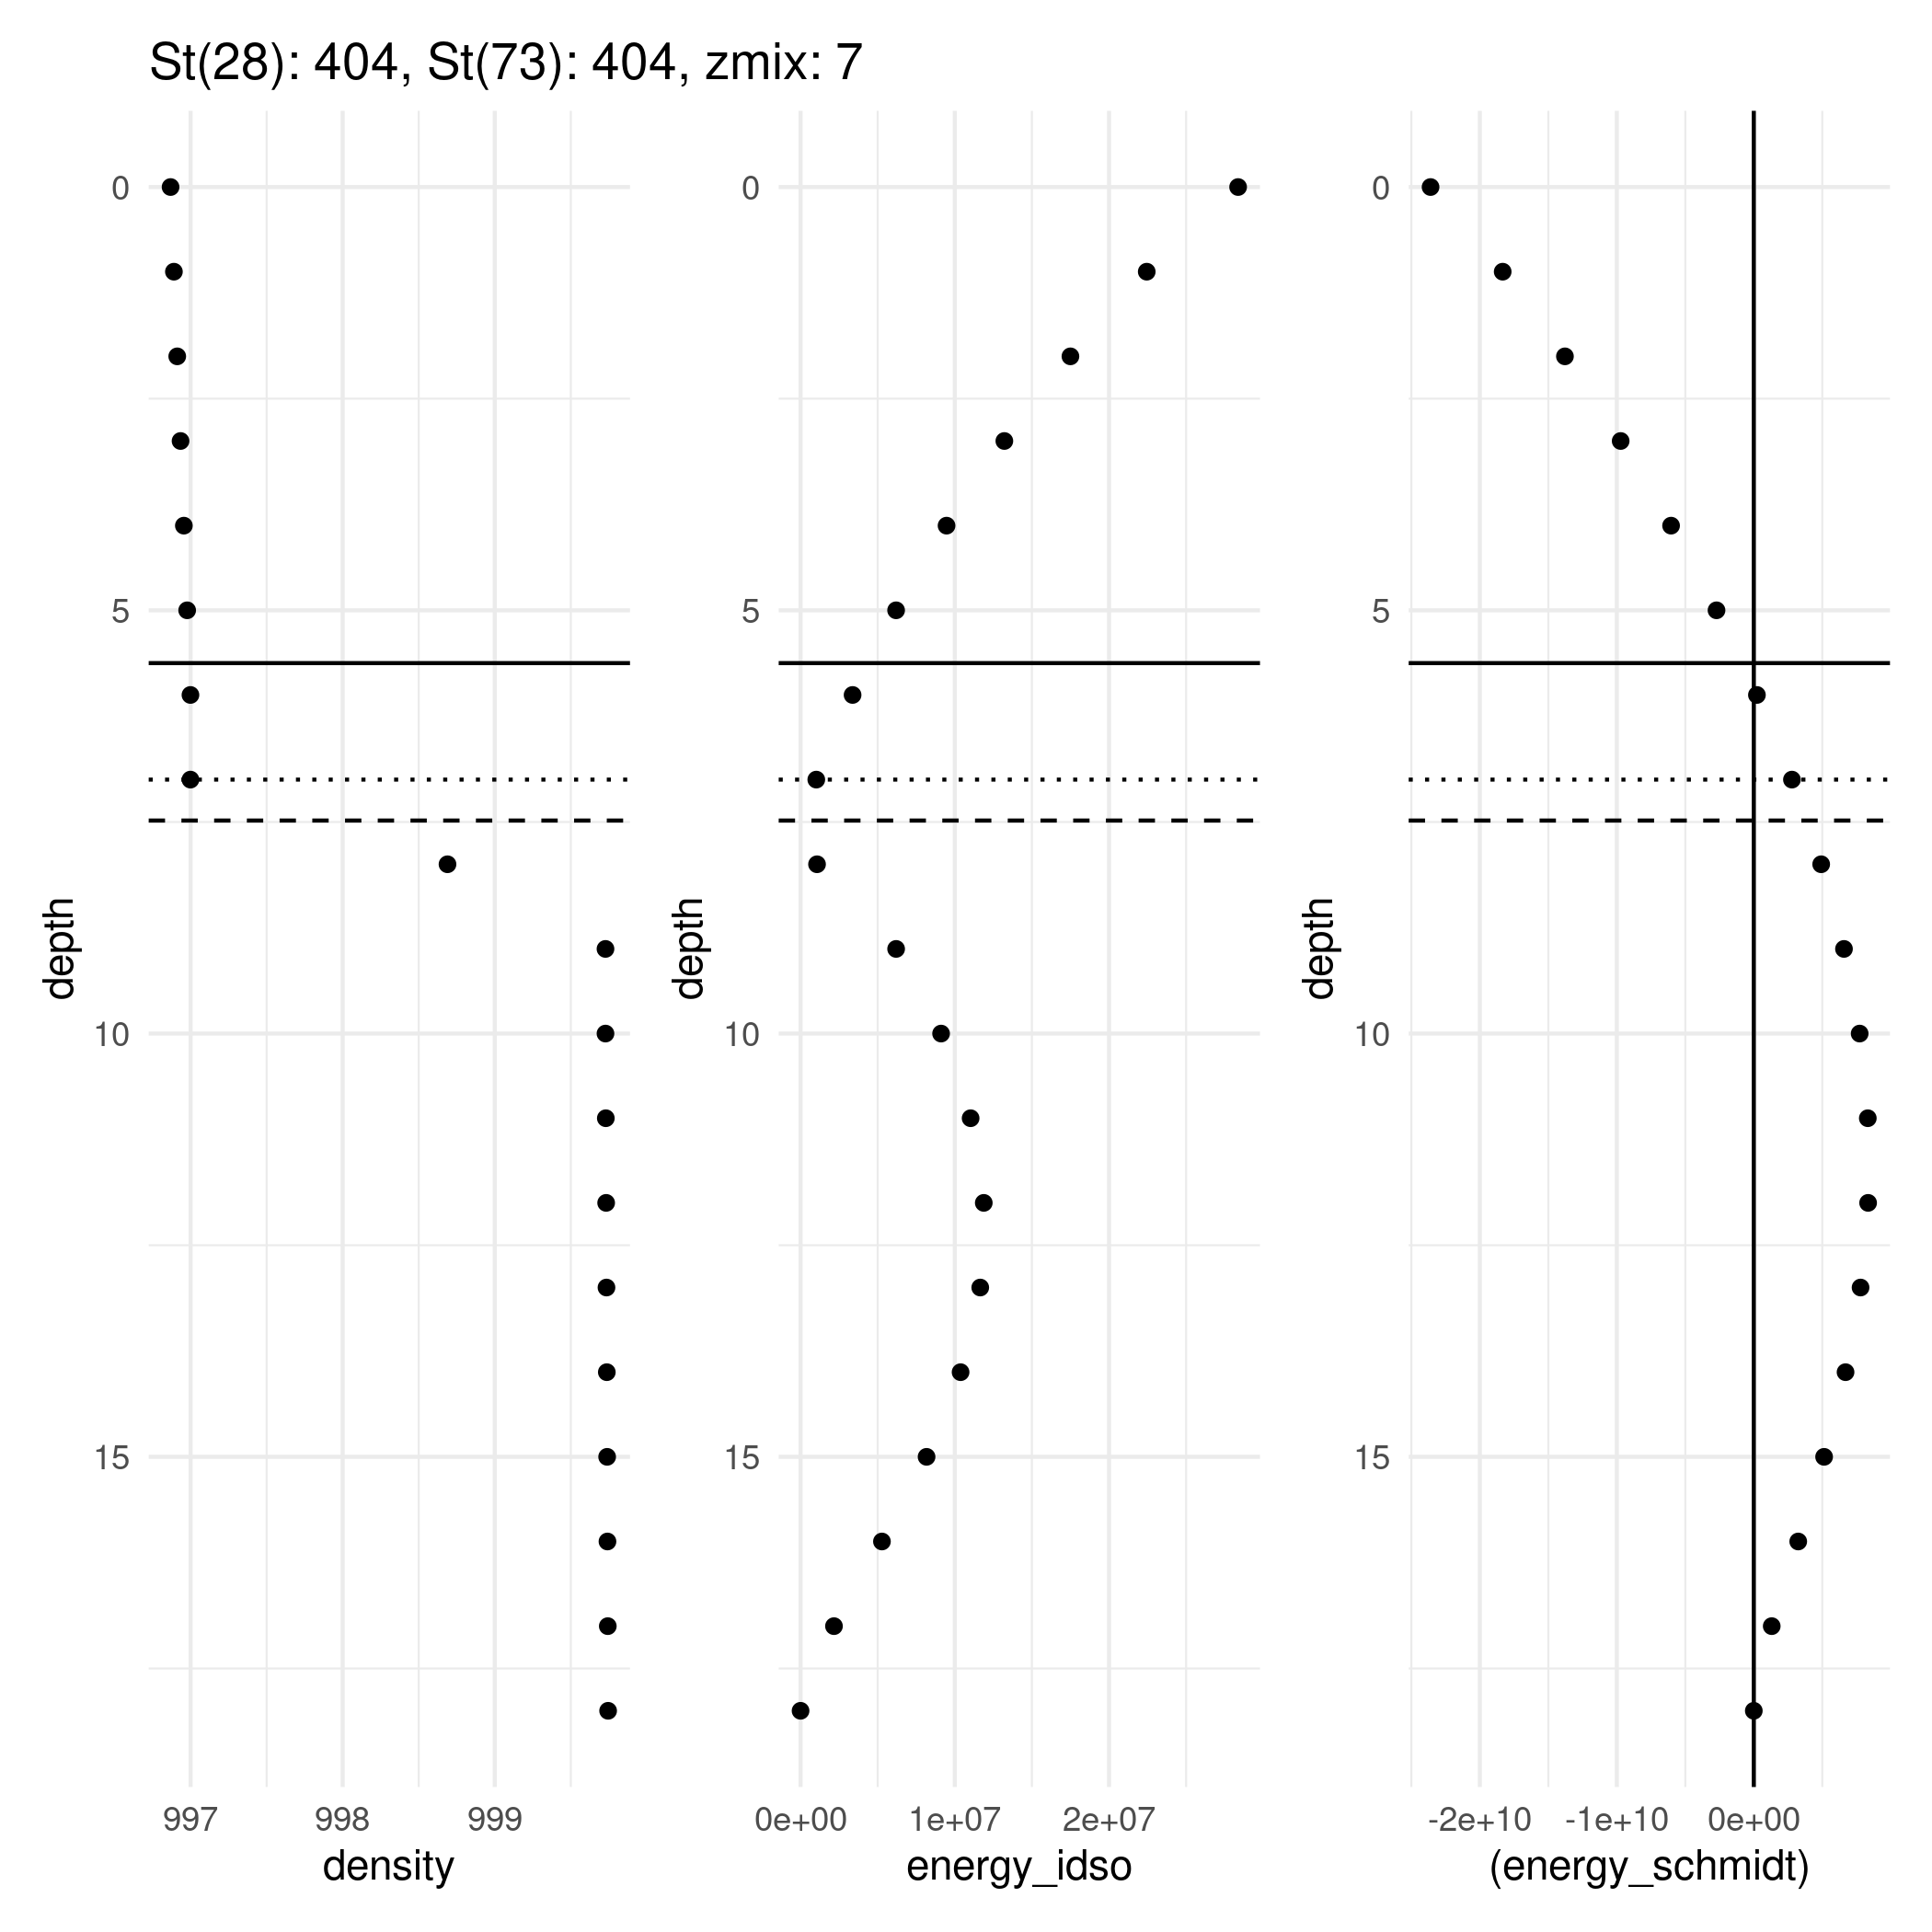 St(28): 404, St(73): 404, zmix: 7
depth
0
5
10
15
997 998 999
density
depth
0
5
10
15
0e+00 1e+07 2e+07
energy_idso
depth
0
5
10
15
-2e+10 -1e+10 0e+00
(energy_schmidt)